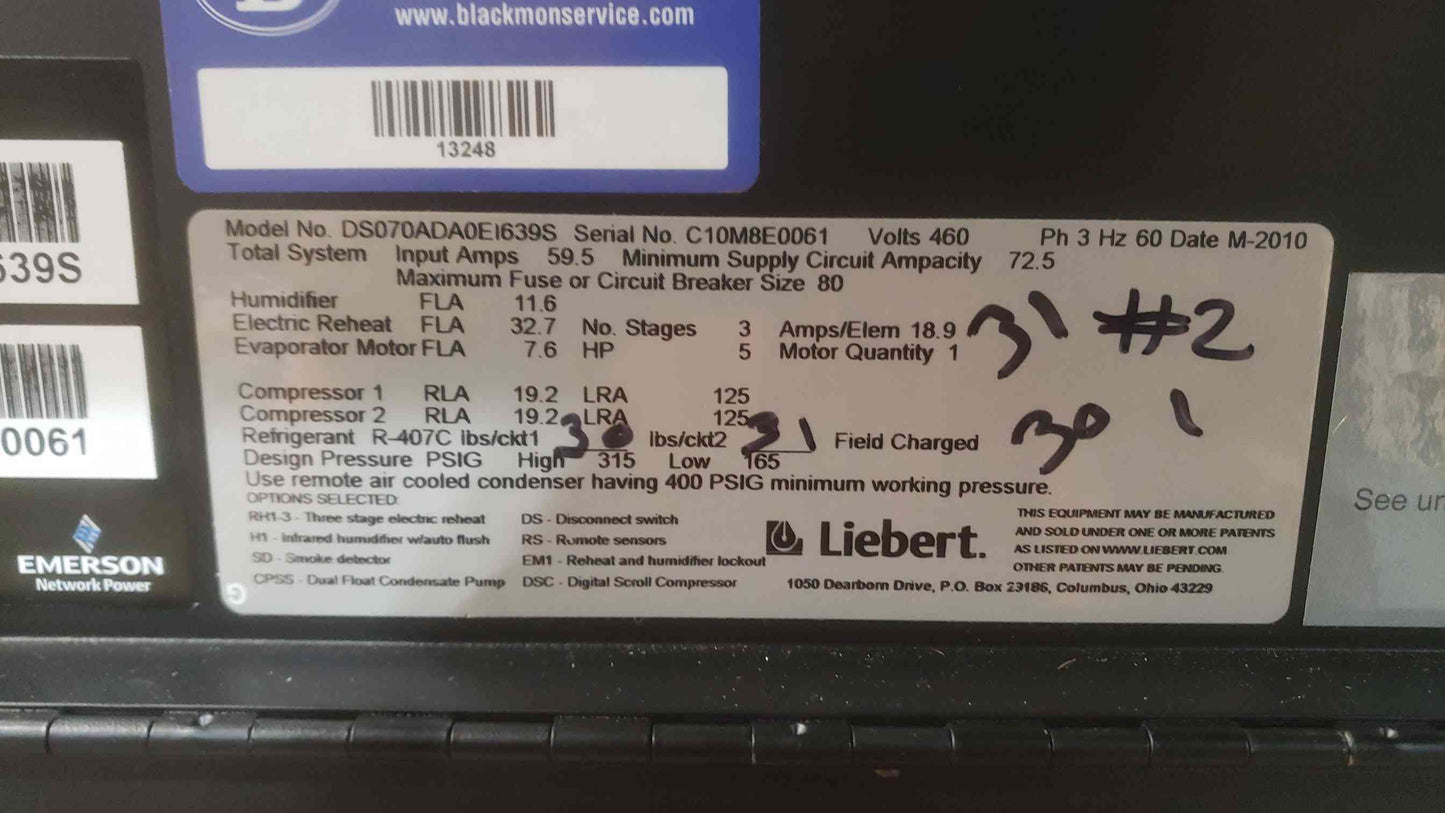 www.blackmonservice.com
13248
639S
0061
EMERSON
Network Power
Model No. DS070ADA0EI639S Serial No. C10M8E0061 Volts 460 Ph 3 Hz 60 Date M-2010
Total System Input Amps 59.5 Minimum Supply Circuit Ampacity 72.5
Maximum Fuse or Circuit Breaker Size 80
Humidifier FLA 11.6
Electric Reheat FLA 32.7 No. Stages 3 Amps/Elem 18.9
Evaporator Motor FLA 7.6 HP 5 Motor Quantity 1
31 #2
Compressor 1 RLA 19.2 LRA 125
Compressor 2 RLA 19.2 LRA 125
Refrigerant R-407C lbs/ckt1 30 lbs/ckt2 31 Field Charged
30 1
Design Pressure PSIG High 315 Low 165
Use remote air cooled condenser having 400 PSIG minimum working pressure.
OPTIONS SELECTED:
RH1-3 - Three stage electric reheat DS - Disconnect switch
H1 - Infrared humidifier w/auto flush RS - Remote sensors
SD - Smoke detector EM1 - Reheat and humidifier lockout
CPSS - Dual Float Condensate Pump DSC - Digital Scroll Compressor
Liebert.
THIS EQUIPMENT MAY BE MANUFACTURED
AND SOLD UNDER ONE OR MORE PATENTS
AS LISTED ON WWW.LIEBERT.COM
OTHER PATENTS MAY BE PENDING.
1050 Dearborn Drive, P.O. Box 23186, Columbus, Ohio 43229
G
See